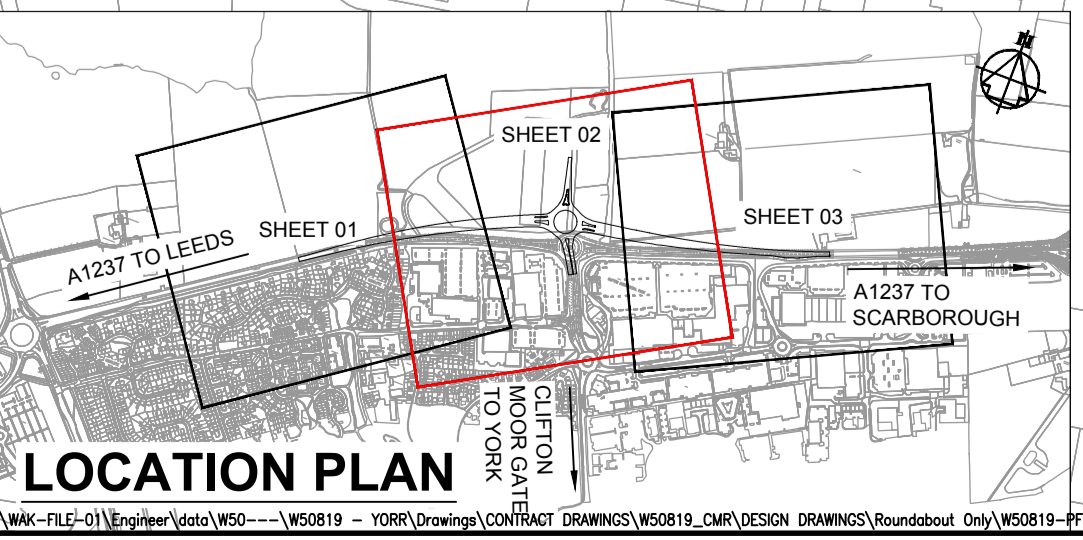 N
SHEET 02
SHEET 01
SHEET 03
A1237 TO LEEDS
A1237 TO
SCARBOROUGH
CLIFTON
MOOR GATE
TO YORK
LOCATION PLAN
\WAK-FILE-01\Engineer\data\W50---\W50819 - YORR\Drawings\CONTRACT DRAWINGS\W50819_CMR\DESIGN DRAWINGS\Roundabout Only\W50819-PF